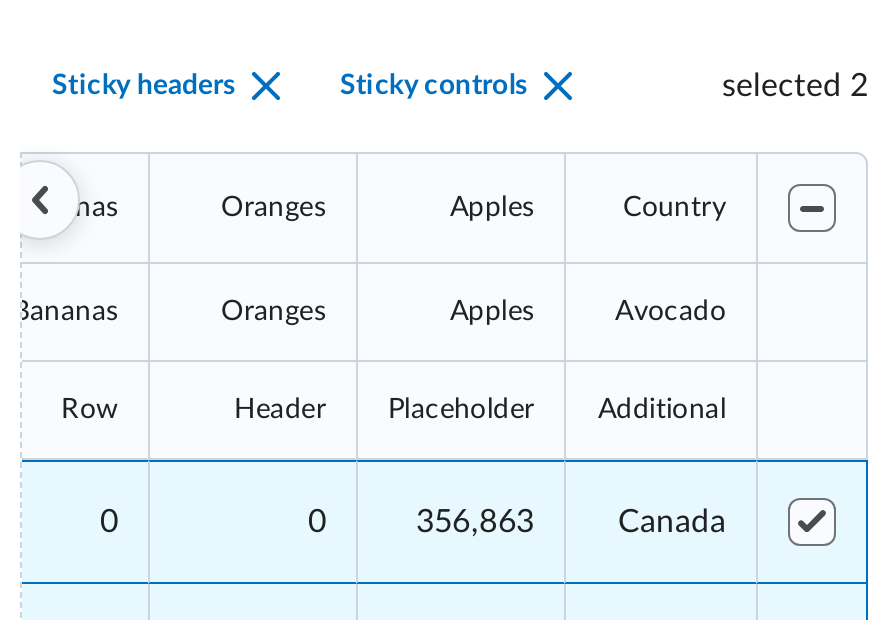 Sticky headers Sticky controls selected 2
Oranges Apples Country
Bananas Oranges Apples Avocado
Row Header Placeholder Additional
0 0 356,863 Canada